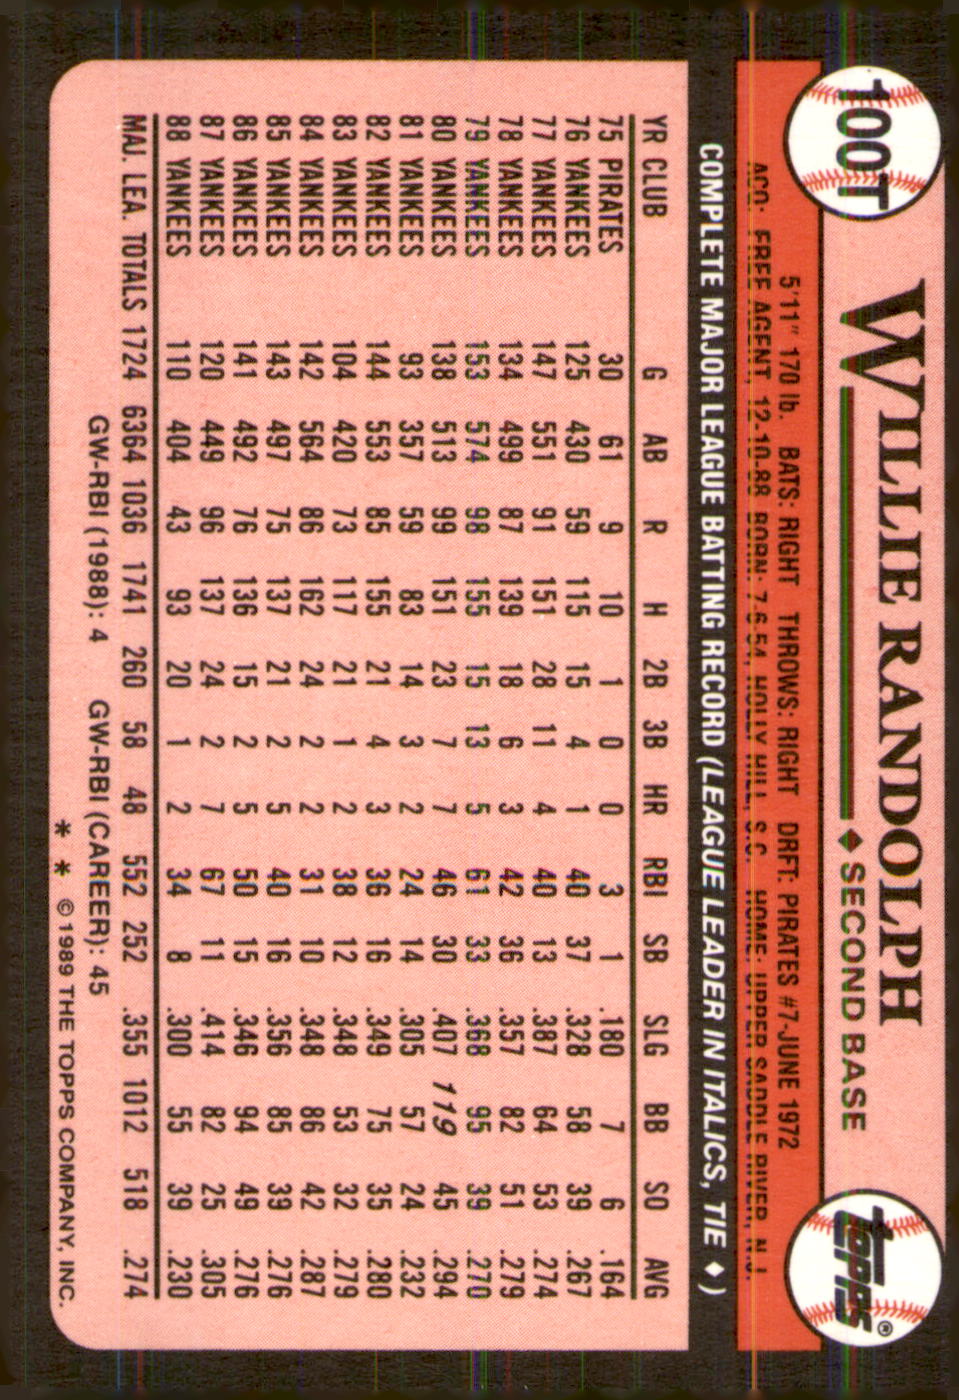 100T
WILLIE RANDOLPH
♦ SECOND BASE
TOPPS®
5'11" 170 lb. BATS: RIGHT THROWS: RIGHT DRFT: PIRATES #7-JUNE 1972
ACQ: FREE AGENT, 12-10-88 BORN: 7-6-54, HOLLY HILL, S.C. HOME: UPPER SADDLE RIVER, N.J.
COMPLETE MAJOR LEAGUE BATTING RECORD (LEAGUE LEADER IN ITALICS, TIE ♦)
YR CLUB G AB R H 2B 3B HR RBI SB SLG BB SO AVG
75 PIRATES 30 61 9 10 1 0 0 3 1 .180 7 6 .164
76 YANKEES 125 430 59 115 15 4 1 40 37 .328 58 39 .267
77 YANKEES 147 551 91 151 28 11 4 40 13 .387 64 53 .274
78 YANKEES 134 499 87 139 18 6 3 42 36 .357 82 51 .279
79 YANKEES 153 574 98 155 15 13 5 61 33 .368 95 39 .270
80 YANKEES 138 513 99 151 23 7 7 46 30 .407 119 45 .294
81 YANKEES 93 357 59 83 14 3 2 24 14 .305 57 24 .232
82 YANKEES 144 553 85 155 21 4 3 36 16 .349 75 35 .280
83 YANKEES 104 420 73 117 21 1 2 38 12 .348 53 32 .279
84 YANKEES 142 564 86 162 24 2 2 31 10 .348 86 42 .287
85 YANKEES 143 497 75 137 21 2 5 40 16 .356 85 39 .276
86 YANKEES 141 492 76 136 15 2 5 50 15 .346 94 49 .276
87 YANKEES 120 449 96 137 24 2 7 67 11 .414 82 25 .305
88 YANKEES 110 404 43 93 20 1 2 34 8 .300 55 39 .230
MAJ. LEA. TOTALS 1724 6364 1036 1741 260 58 48 552 252 .355 1012 518 .274
GW-RBI (1988): 4 GW-RBI (CAREER): 45
* * © 1989 THE TOPPS COMPANY, INC.